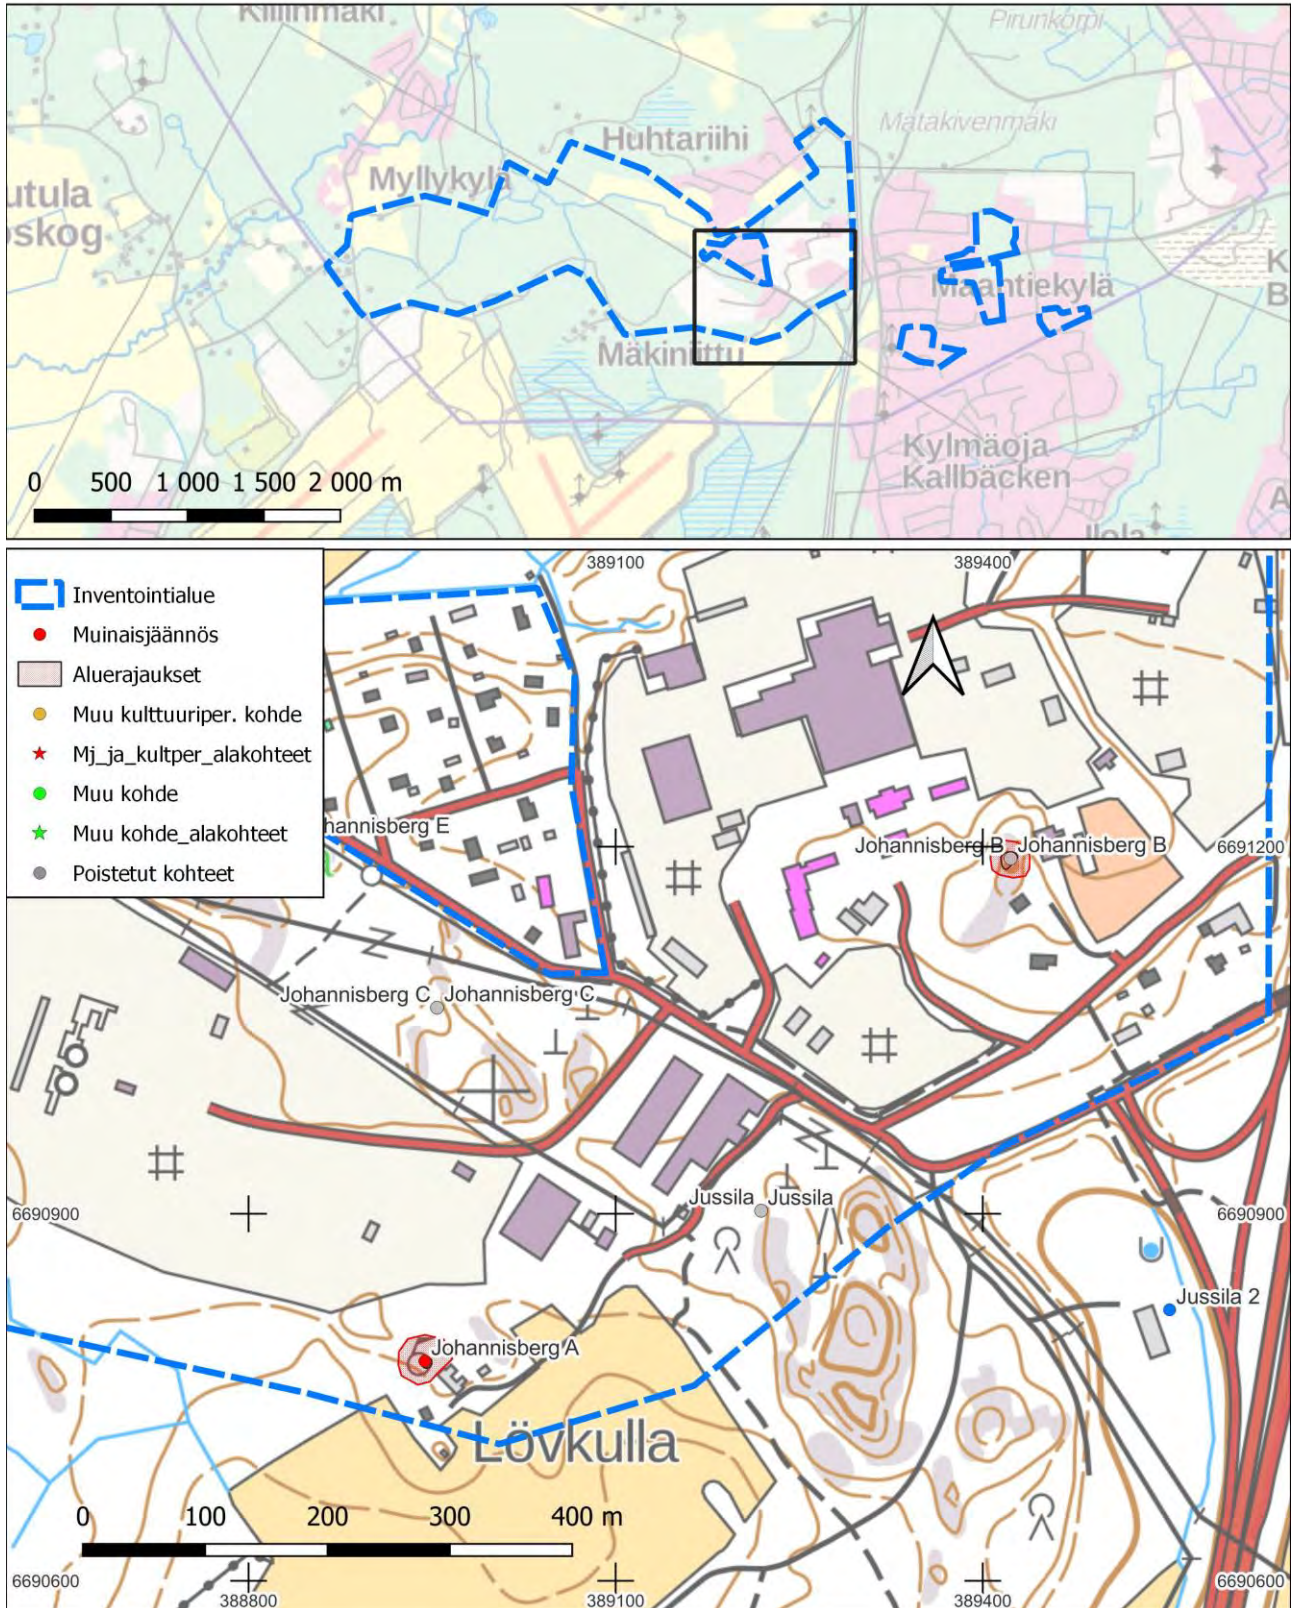 Pirunkorpi
Matakivenmäki
Huhtariihi
Myllykylä
utula
oskog
Maantiekylä
K
B
Mäkiniittu
Kylmäoja
Kallbäcken
A
0 500 1 000 1 500 2 000 m
389100 389400
Inventointialue
Muinaisjäännös
Aluerajaukset
Muu kulttuuriper. kohde
Mj_ja_kultper_alakohteet
Muu kohde
Muu kohde_alakohteet
Poistetut kohteet
hannisberg E
Johannisberg B Johannisberg B
6691200
Johannisberg C Johannisberg C
Jussila Jussila
6690900 6690900
Jussila 2
Johannisberg A
Lövkulla
0 100 200 300 400 m
6690600 6690600
388800 389100 389400